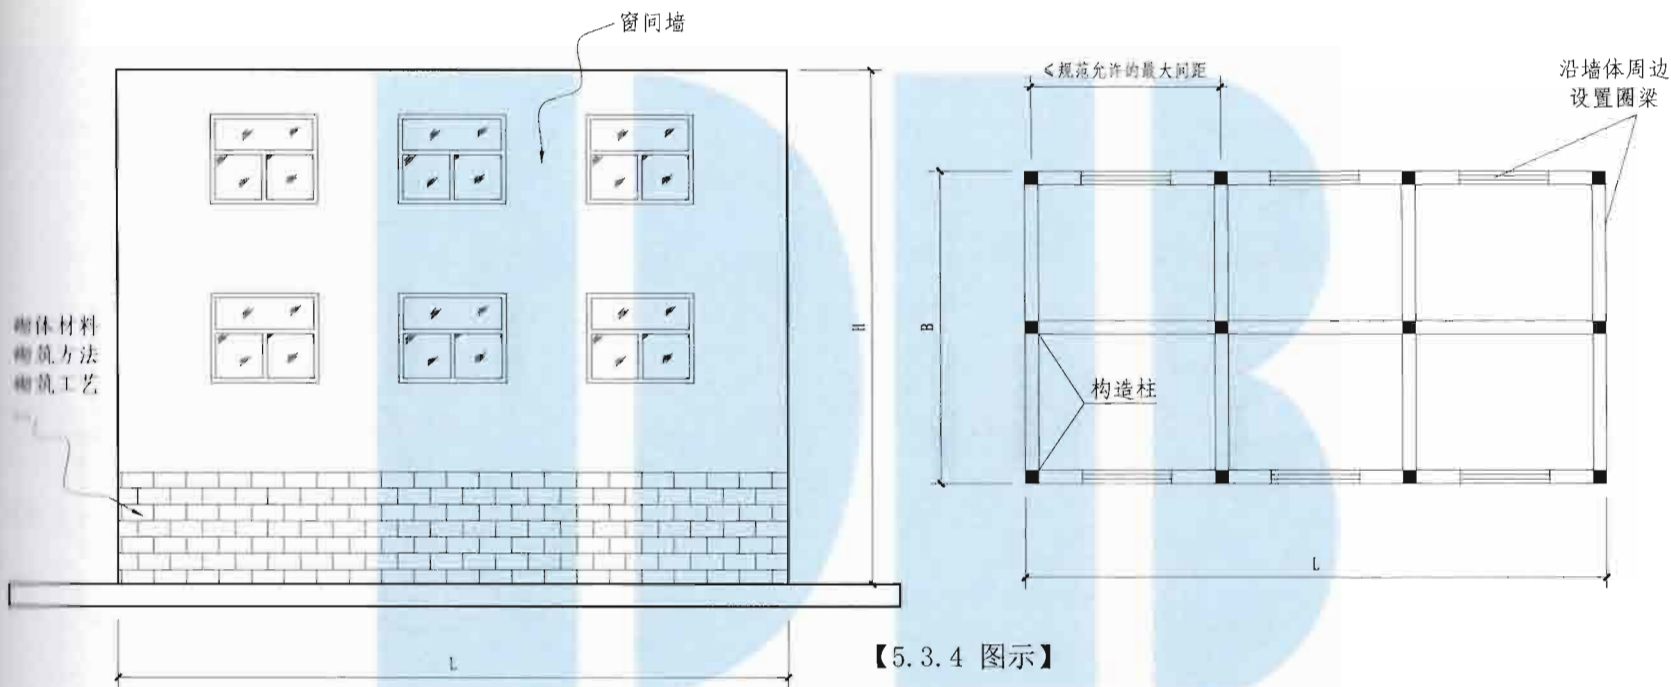 窗间墙
≤规范允许的最大间距
沿墙体周边
设置圈梁
H
B
砌体材料
砌筑方法
砌筑工艺
构造柱
L
L
【5.3.4 图示】